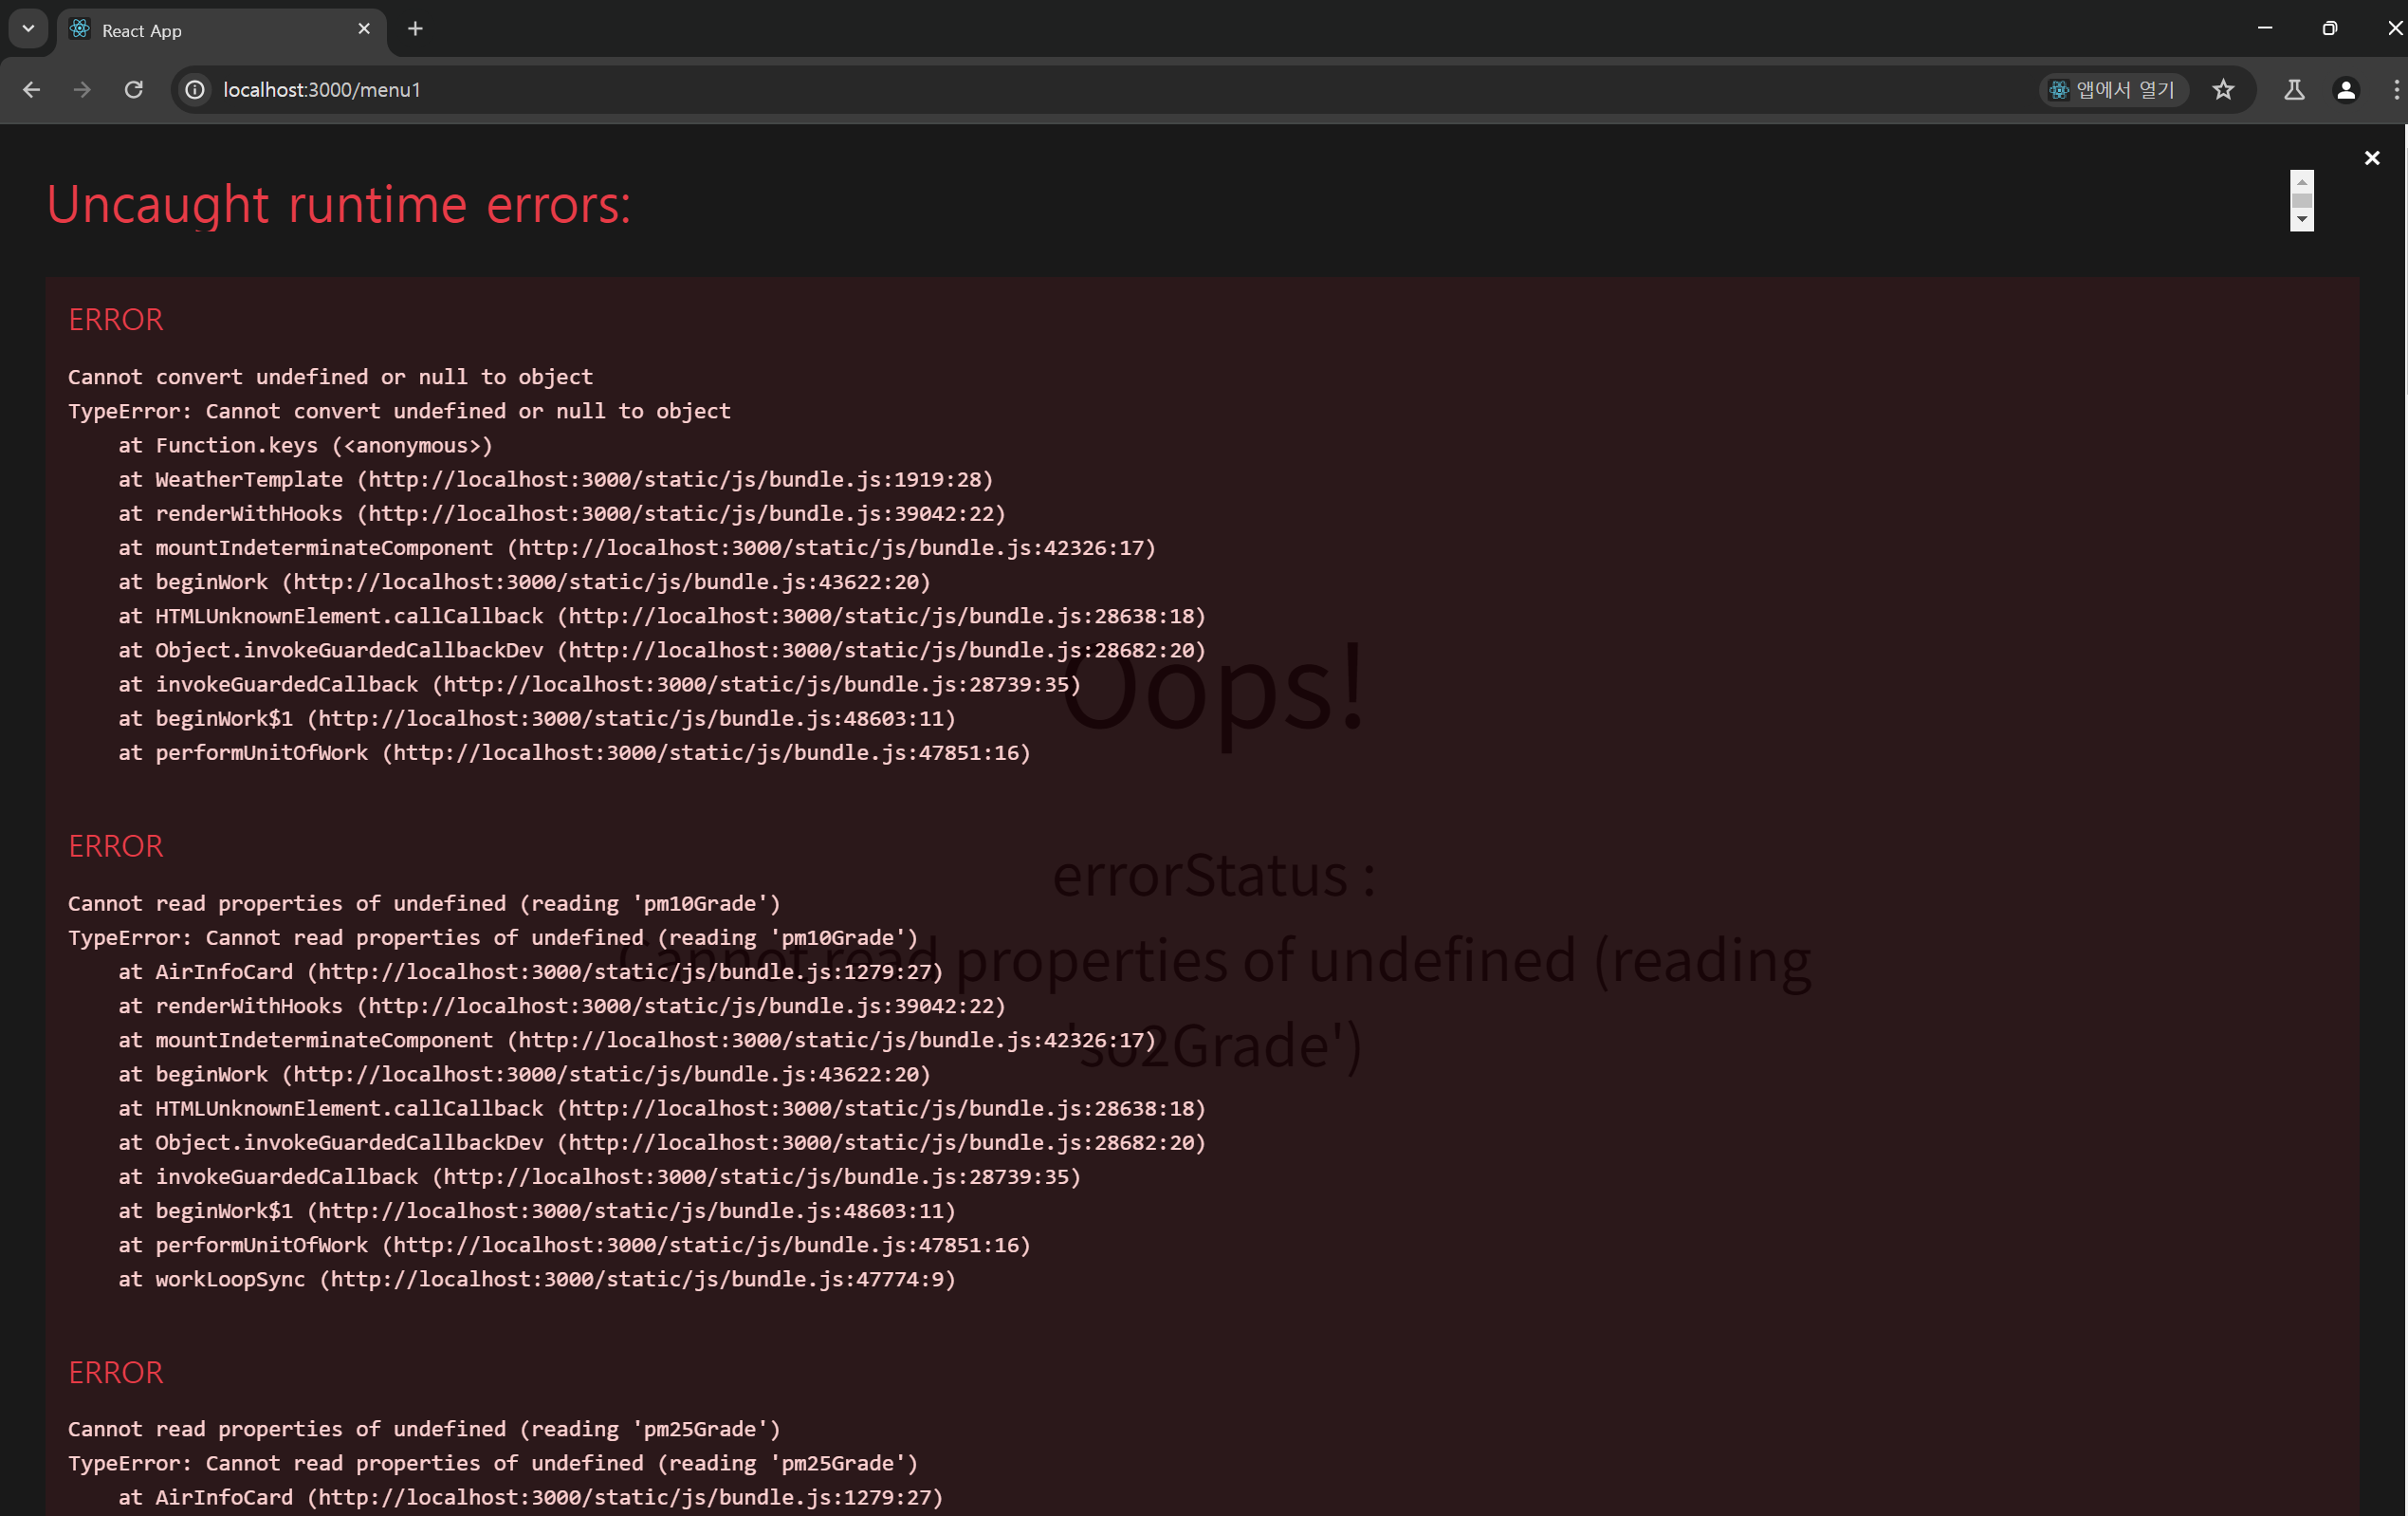 React App
localhost:3000/menu1
앱에서 열기
Uncaught runtime errors:
ERROR
Cannot convert undefined or null to object
TypeError: Cannot convert undefined or null to object
at Function.keys (<anonymous>)
at WeatherTemplate (http://localhost:3000/static/js/bundle.js:1919:28)
at renderWithHooks (http://localhost:3000/static/js/bundle.js:39042:22)
at mountIndeterminateComponent (http://localhost:3000/static/js/bundle.js:42326:17)
at beginWork (http://localhost:3000/static/js/bundle.js:43622:20)
at HTMLUnknownElement.callCallback (http://localhost:3000/static/js/bundle.js:28638:18)
at Object.invokeGuardedCallbackDev (http://localhost:3000/static/js/bundle.js:28682:20)
at invokeGuardedCallback (http://localhost:3000/static/js/bundle.js:28739:35)
at beginWork$1 (http://localhost:3000/static/js/bundle.js:48603:11)
at performUnitOfWork (http://localhost:3000/static/js/bundle.js:47851:16)
Oops!
ERROR
errorStatus :
Cannot read properties of undefined (reading 'pm10Grade')
TypeError: Cannot read properties of undefined (reading 'pm10Grade')
Cannot read properties of undefined (reading
'so2Grade')
at AirInfoCard (http://localhost:3000/static/js/bundle.js:1279:27)
at renderWithHooks (http://localhost:3000/static/js/bundle.js:39042:22)
at mountIndeterminateComponent (http://localhost:3000/static/js/bundle.js:42326:17)
at beginWork (http://localhost:3000/static/js/bundle.js:43622:20)
at HTMLUnknownElement.callCallback (http://localhost:3000/static/js/bundle.js:28638:18)
at Object.invokeGuardedCallbackDev (http://localhost:3000/static/js/bundle.js:28682:20)
at invokeGuardedCallback (http://localhost:3000/static/js/bundle.js:28739:35)
at beginWork$1 (http://localhost:3000/static/js/bundle.js:48603:11)
at performUnitOfWork (http://localhost:3000/static/js/bundle.js:47851:16)
at workLoopSync (http://localhost:3000/static/js/bundle.js:47774:9)
ERROR
Cannot read properties of undefined (reading 'pm25Grade')
TypeError: Cannot read properties of undefined (reading 'pm25Grade')
at AirInfoCard (http://localhost:3000/static/js/bundle.js:1279:27)